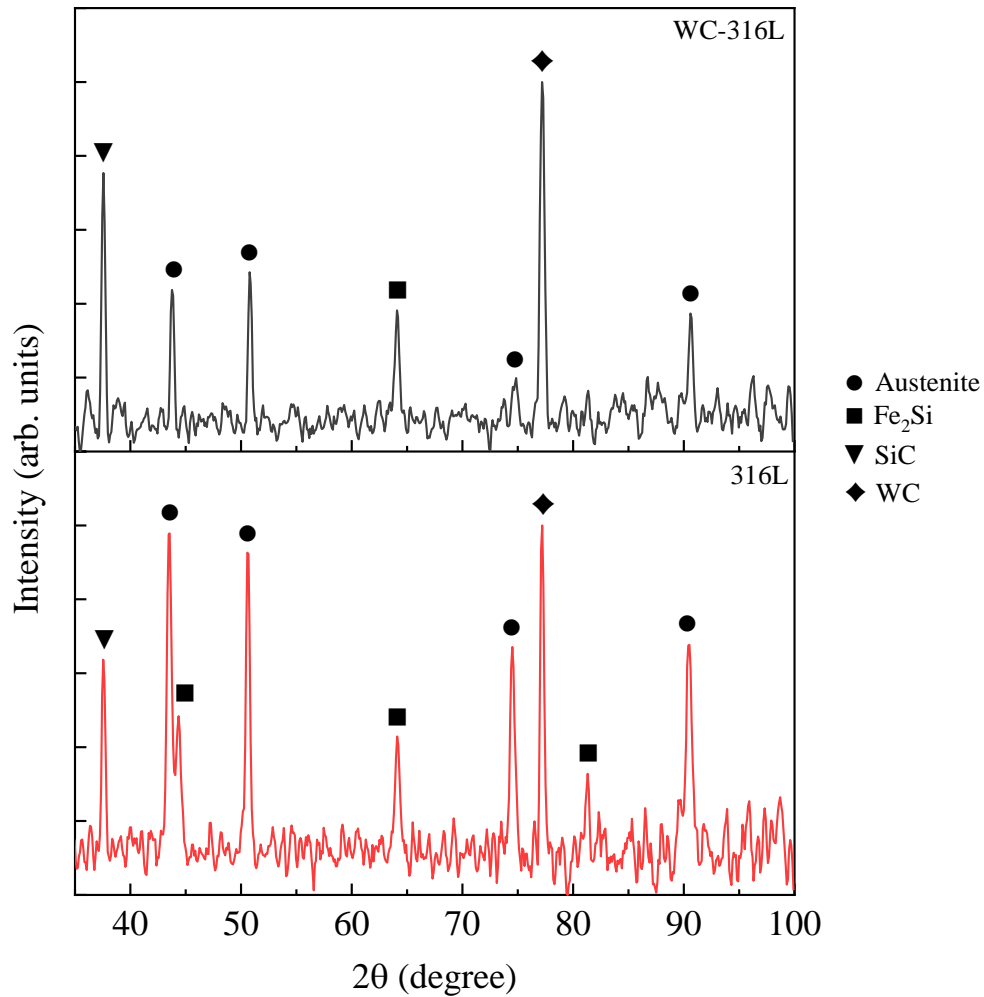 WC-316L
316L
Intensity (arb. units)
40 50 60 70 80 90 100
2θ (degree)
Austenite
Fe₂Si
SiC
WC